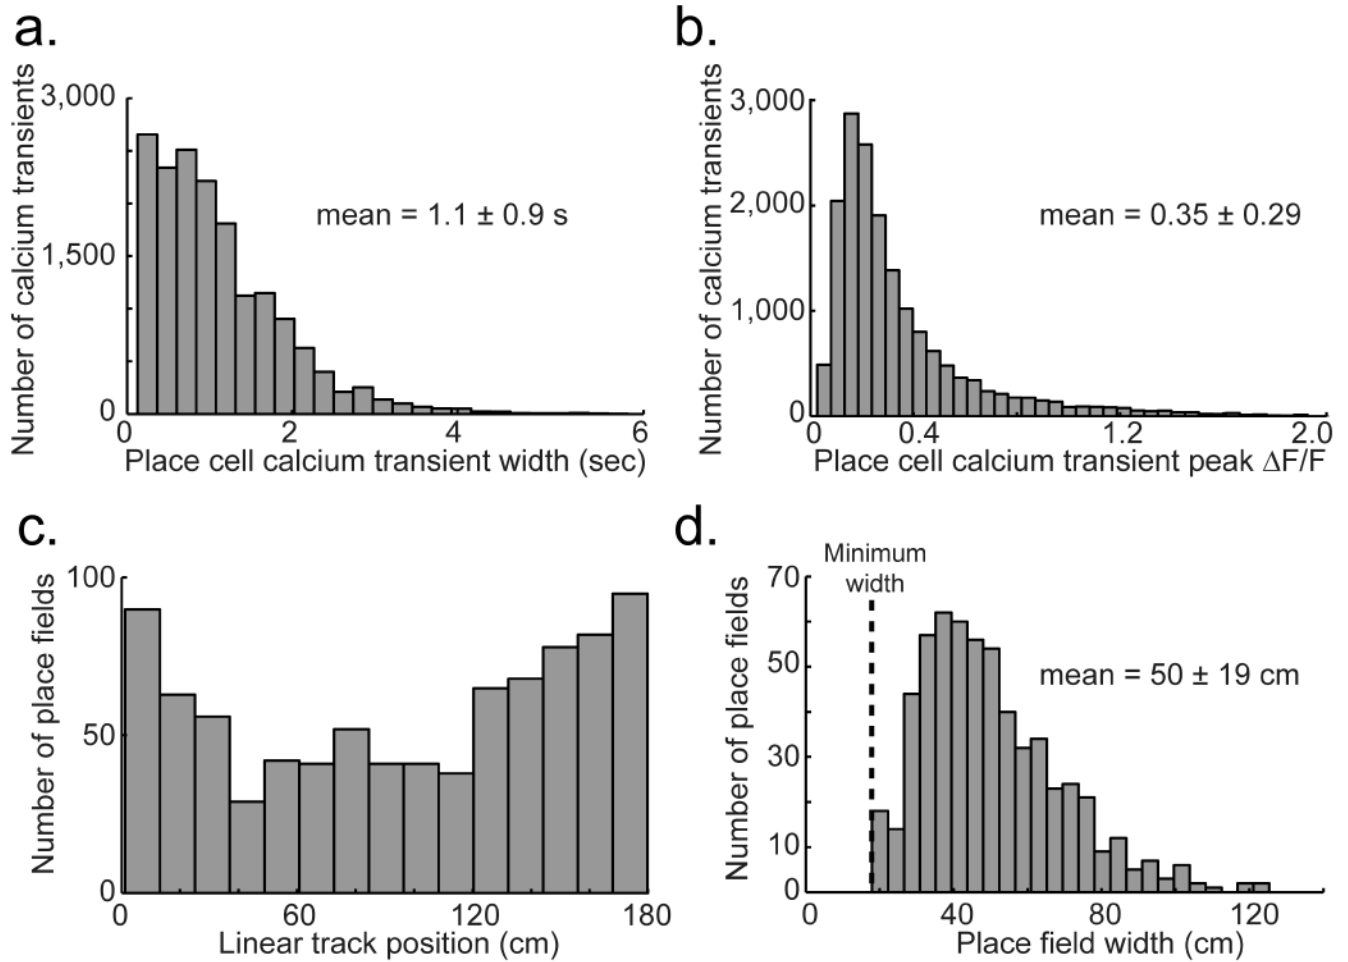 a.
Number of calcium transients
3,000
1,500
0
mean = 1.1 ± 0.9 s
0 2 4 6
Place cell calcium transient width (sec)
b.
Number of calcium transients
3,000
2,000
1,000
0
mean = 0.35 ± 0.29
0 0.4 1.2 2.0
Place cell calcium transient peak ΔF/F
c.
Number of place fields
100
50
0
0 60 120 180
Linear track position (cm)
d.
Minimum
width
Number of place fields
70
50
30
10
0
mean = 50 ± 19 cm
0 40 80 120
Place field width (cm)